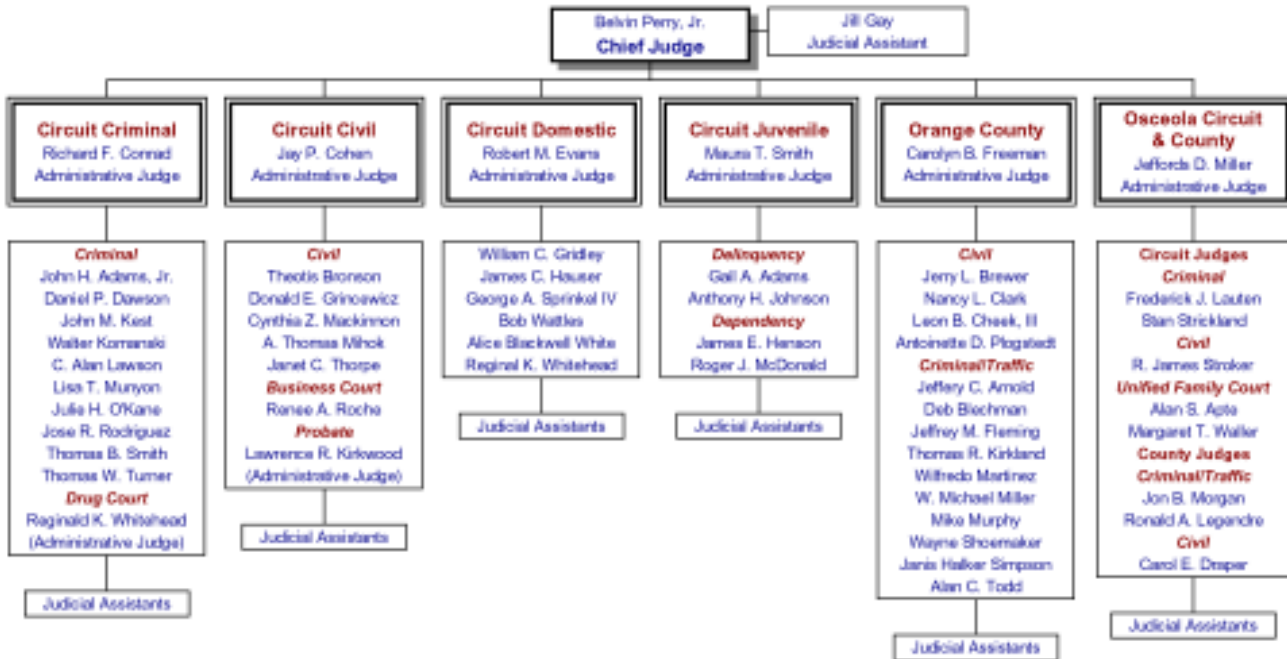 Belvin Perry, Jr.
Chief Judge
Jill Gay
Judicial Assistant
Circuit Criminal
Richard F. Conrad
Administrative Judge
Criminal
John H. Adams, Jr.
Daniel P. Dawson
John M. Kest
Walter Komanski
C. Alan Lawson
Lisa T. Munyon
Julie H. O'Kane
Jose R. Rodriguez
Thomas B. Smith
Thomas W. Turner
Drug Court
Reginald K. Whitehead
(Administrative Judge)
Judicial Assistants
Circuit Civil
Jay P. Cohen
Administrative Judge
Civil
Theotis Bronson
Donald E. Grincewicz
Cynthia Z. Mackinnon
A. Thomas Mihok
Janet C. Thorpe
Business Court
Renee A. Roche
Probate
Lawrence R. Kirkwood
(Administrative Judge)
Judicial Assistants
Circuit Domestic
Robert M. Evans
Administrative Judge
William C. Gridley
James C. Hauser
George A. Sprinkel IV
Bob Wattles
Alice Blackwell White
Reginal K. Whitehead
Judicial Assistants
Circuit Juvenile
Maura T. Smith
Administrative Judge
Delinquency
Gail A. Adams
Anthony H. Johnson
Dependency
James E. Henson
Roger J. McDonald
Judicial Assistants
Orange County
Carolyn B. Freeman
Administrative Judge
Civil
Jerry L. Brewer
Nancy L. Clark
Leon B. Cheek, III
Antoinette D. Plogstedt
Criminal/Traffic
Jeffery C. Arnold
Deb Blechman
Jeffrey M. Fleming
Thomas R. Kirkland
Wilfredo Martinez
W. Michael Miller
Mike Murphy
Wayne Shoemaker
Janis Halker Simpson
Alan C. Todd
Judicial Assistants
Osceola Circuit
& County
Jeffords D. Miller
Administrative Judge
Circuit Judges
Criminal
Frederick J. Lauten
Stan Strickland
Civil
R. James Stroker
Unified Family Court
Alan S. Apte
Margaret T. Waller
County Judges
Criminal/Traffic
Jon B. Morgan
Ronald A. Legendre
Civil
Carol E. Draper
Judicial Assistants